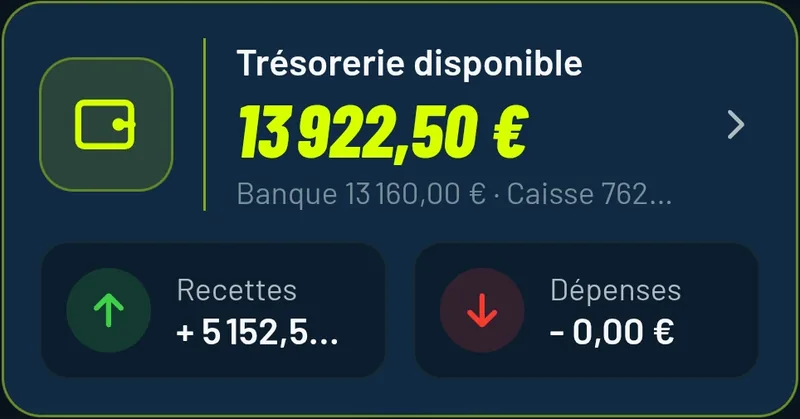 Trésorerie disponible
13 922,50 €
Banque 13 160,00 € · Caisse 762...
Recettes
+ 5 152,5...
Dépenses
- 0,00 €